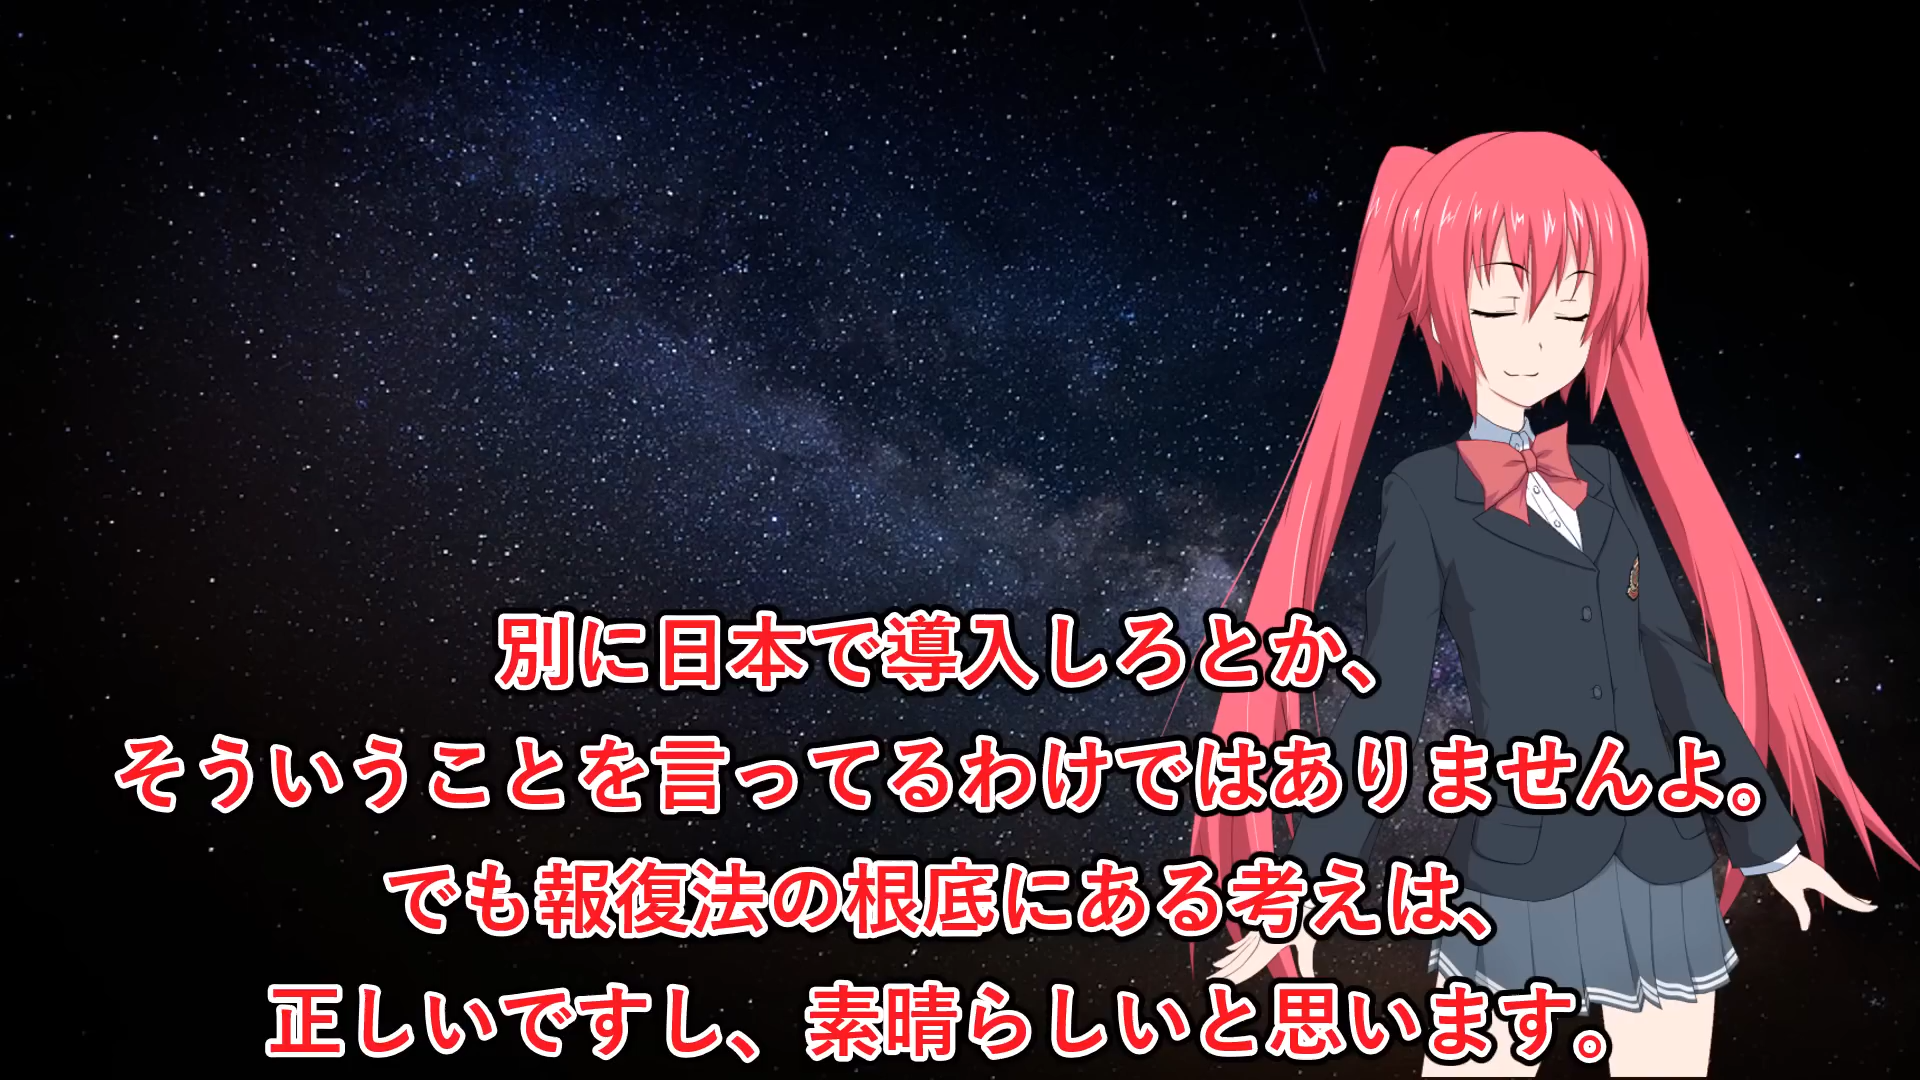 別に日本で導入しろとか、
そういうことを言ってるわけではありませんよ。
でも報復法の根底にある考えは、
正しいですし、素晴らしいと思います。